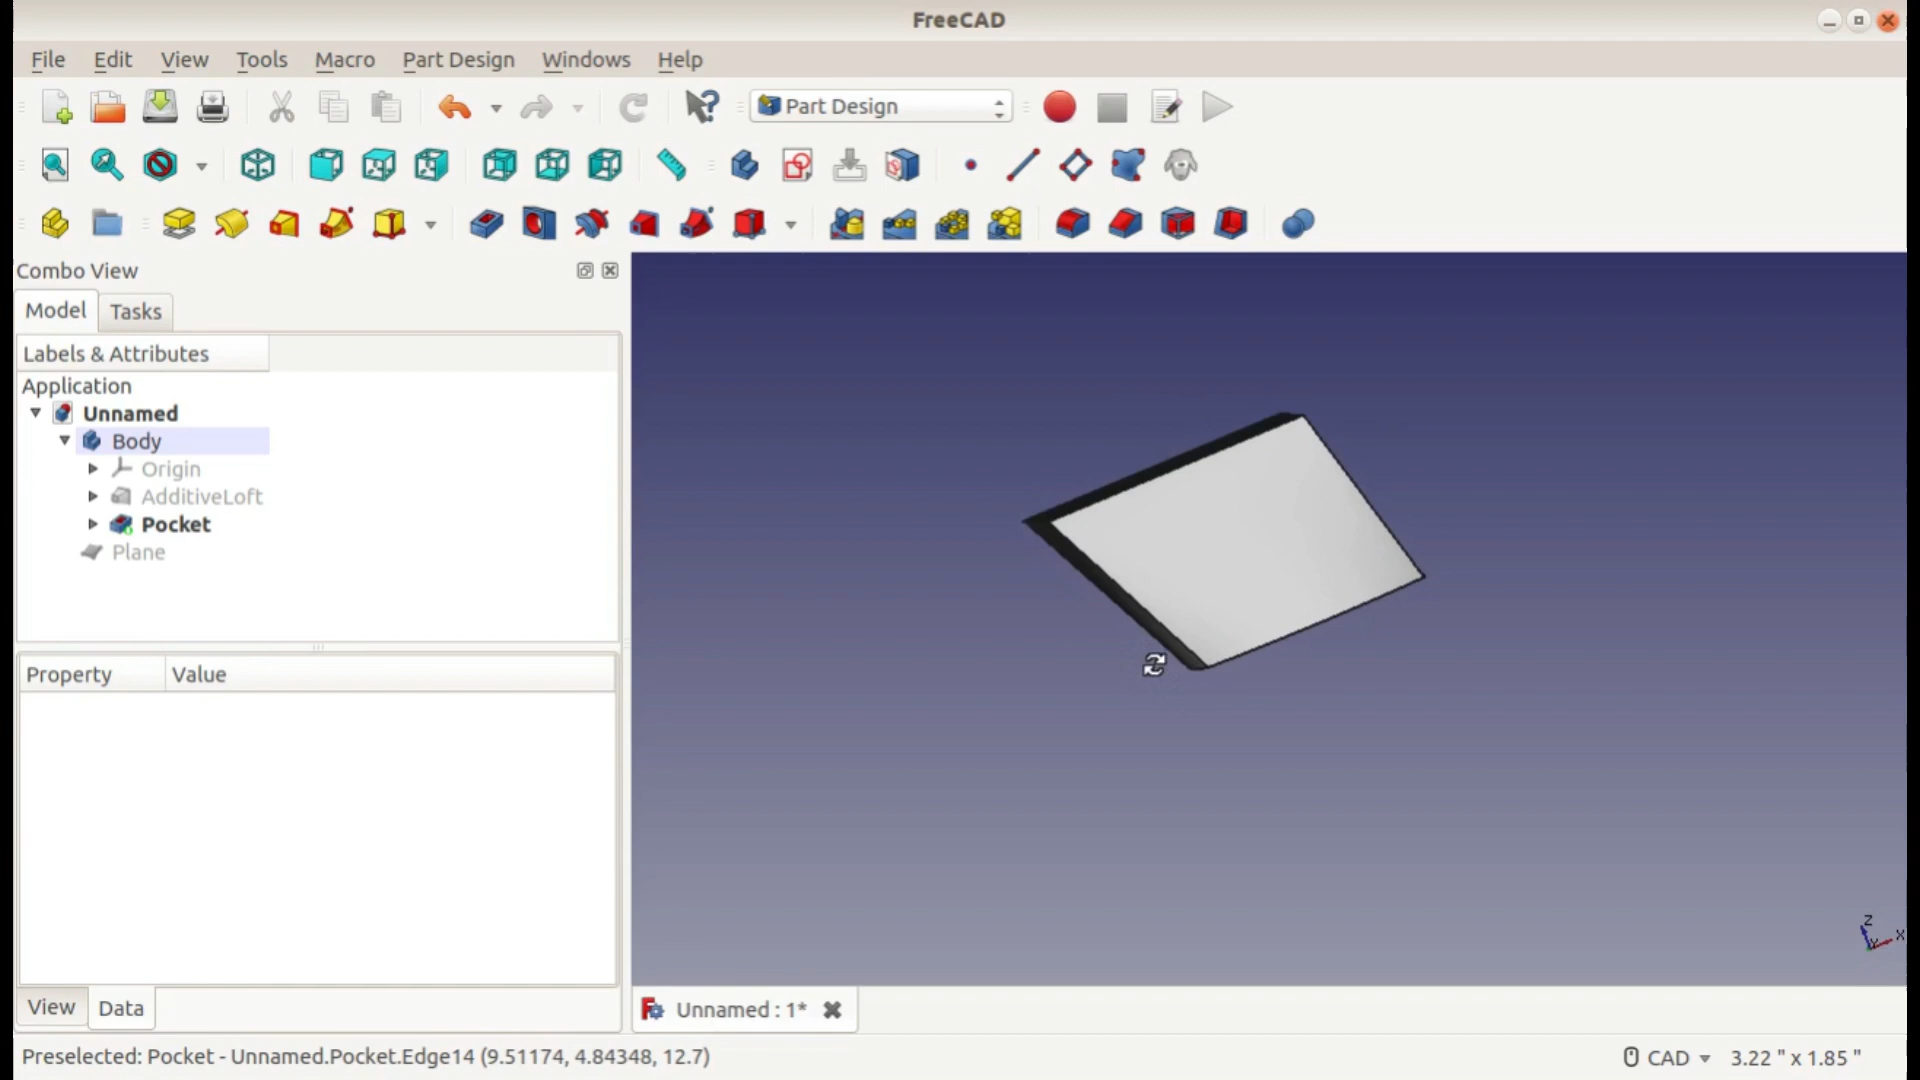 FreeCAD
File Edit View Tools Macro Part Design Windows Help
Part Design
Combo View
Model Tasks
Labels & Attributes
Application
Unnamed
Body
Origin
AdditiveLoft
Pocket
Plane
Property Value
View Data
Z
Y X
Unnamed : 1*
Preselected: Pocket - Unnamed.Pocket.Edge14 (9.51174, 4.84348, 12.7)
CAD 3.22 " x 1.85 "